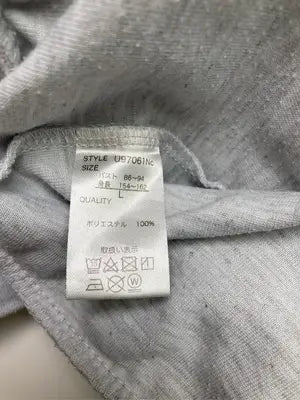 STYLE U97061Nc
SIZE
バスト 86~94
身長 154~162
L
QUALITY
ポリエステル 100%
取扱い表示